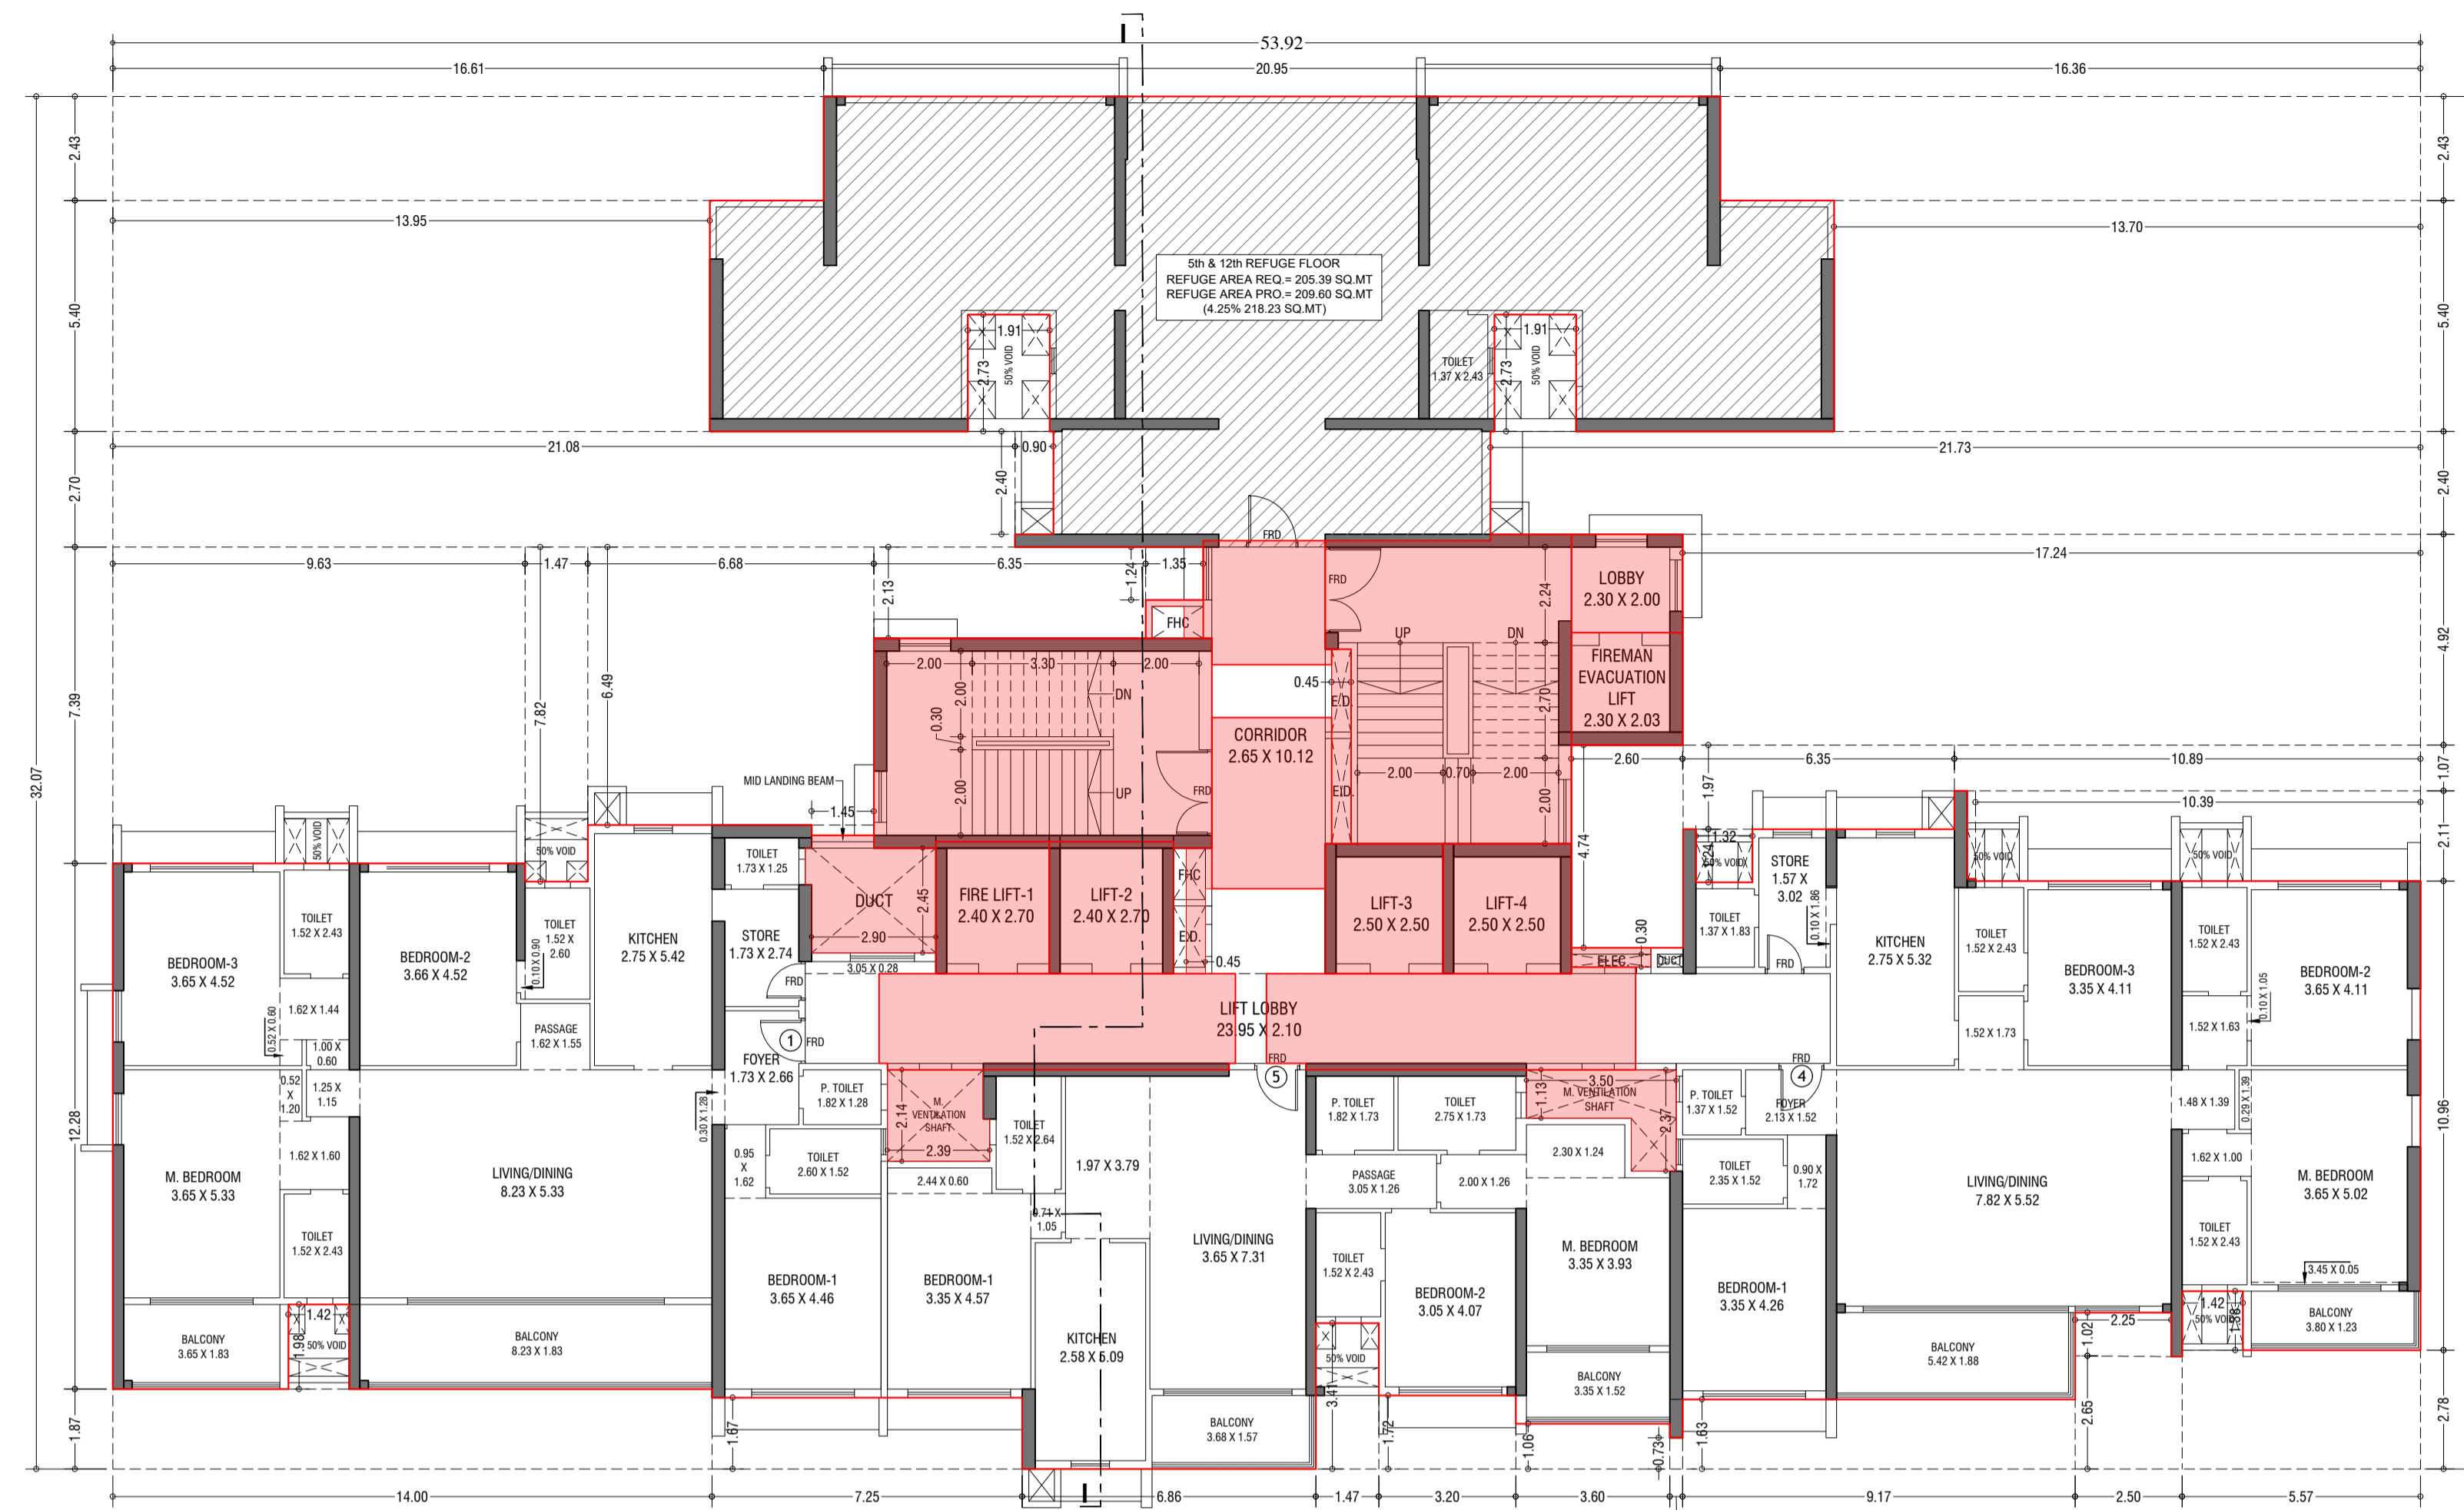 I
53.92
16.61
20.95
16.36
2.43
2.43
13.95
13.70
5th & 12th REFUGE FLOOR
REFUGE AREA REQ.= 205.39 SQ.MT
REFUGE AREA PRO.= 209.60 SQ.MT
(4.25% 218.23 SQ.MT)
5.40
5.40
1.91
2.73
50% VOID
TOILET
1.37 X 2.43
1.91
2.73
50% VOID
21.08
0.90
21.73
2.70
2.40
2.40
FRD
9.63
1.47
6.68
6.35
1.35
17.24
2.13
1.24
FRD
2.24
LOBBY
2.30 X 2.00
FHC
UP
DN
2.00
3.30
2.00
FIREMAN
EVACUATION
LIFT
2.30 X 2.03
4.92
0.45
E.D.
2.70
6.49
7.82
7.39
2.00
DN
0.30
CORRIDOR
2.65 X 10.12
32.07
MID LANDING BEAM
2.00
UP
FRD
E.D.
2.00
0.70
2.00
2.00
2.60
6.35
10.89
1.07
1.97
10.39
1.45
4.74
2.11
50% VOID
50% VOID
TOILET
1.73 X 1.25
DUCT
2.45
2.90
FIRE LIFT-1
2.40 X 2.70
LIFT-2
2.40 X 2.70
FHC
E.D.
0.45
LIFT-3
2.50 X 2.50
LIFT-4
2.50 X 2.50
1.32
1.24
50% VOID
STORE
1.57 X
3.02
0.10 X 1.86
50% VOID
50% VOID
BEDROOM-3
3.65 X 4.52
TOILET
1.52 X 2.43
BEDROOM-2
3.66 X 4.52
TOILET
1.52 X
2.60
0.10 X 0.90
KITCHEN
2.75 X 5.42
STORE
1.73 X 2.74
3.05 X 0.28
0.30
ELEC.
DUCT
TOILET
1.37 X 1.83
FRD
KITCHEN
2.75 X 5.32
TOILET
1.52 X 2.43
BEDROOM-3
3.35 X 4.11
TOILET
1.52 X 2.43
BEDROOM-2
3.65 X 4.11
FRD
1.62 X 1.44
0.52 X 0.60
1.00 X
0.60
PASSAGE
1.62 X 1.55
1
FRD
LIFT LOBBY
23.95 X 2.10
1.52 X 1.73
1.52 X 1.63
0.10 X 1.05
FOYER
1.73 X 2.66
FRD
5
FRD
4
0.52
X
1.20
1.25 X
1.15
0.30 X 1.28
P. TOILET
1.82 X 1.28
2.14
M.
VENTILATION
SHAFT
2.39
TOILET
1.52 X 2.64
P. TOILET
1.82 X 1.73
TOILET
2.75 X 1.73
1.13
3.50
M. VENTILATION
SHAFT
2.37
P. TOILET
1.37 X 1.52
FOYER
2.13 X 1.52
1.48 X 1.39
0.29 X 1.39
12.28
10.96
M. BEDROOM
3.65 X 5.33
1.62 X 1.60
LIVING/DINING
8.23 X 5.33
0.95
X
1.62
TOILET
2.60 X 1.52
2.44 X 0.60
1.97 X 3.79
PASSAGE
3.05 X 1.26
2.00 X 1.26
2.30 X 1.24
TOILET
2.35 X 1.52
0.90 X
1.72
LIVING/DINING
7.82 X 5.52
1.62 X 1.00
M. BEDROOM
3.65 X 5.02
TOILET
1.52 X 2.43
0.71 X
1.05
LIVING/DINING
3.65 X 7.31
TOILET
1.52 X 2.43
M. BEDROOM
3.35 X 3.93
TOILET
1.52 X 2.43
BEDROOM-1
3.65 X 4.46
BEDROOM-1
3.35 X 4.57
BEDROOM-2
3.05 X 4.07
BEDROOM-1
3.35 X 4.26
3.45 X 0.05
BALCONY
3.65 X 1.83
1.42
1.98
50% VOID
BALCONY
8.23 X 1.83
KITCHEN
2.58 X 5.09
50% VOID
BALCONY
3.35 X 1.52
BALCONY
5.42 X 1.88
2.25
1.02
1.42
1.38
50% VOID
BALCONY
3.80 X 1.23
1.87
1.67
BALCONY
3.68 X 1.57
3.41
1.72
1.06
0.73
1.63
2.65
2.78
14.00
7.25
I
6.86
1.47
3.20
3.60
9.17
2.50
5.57